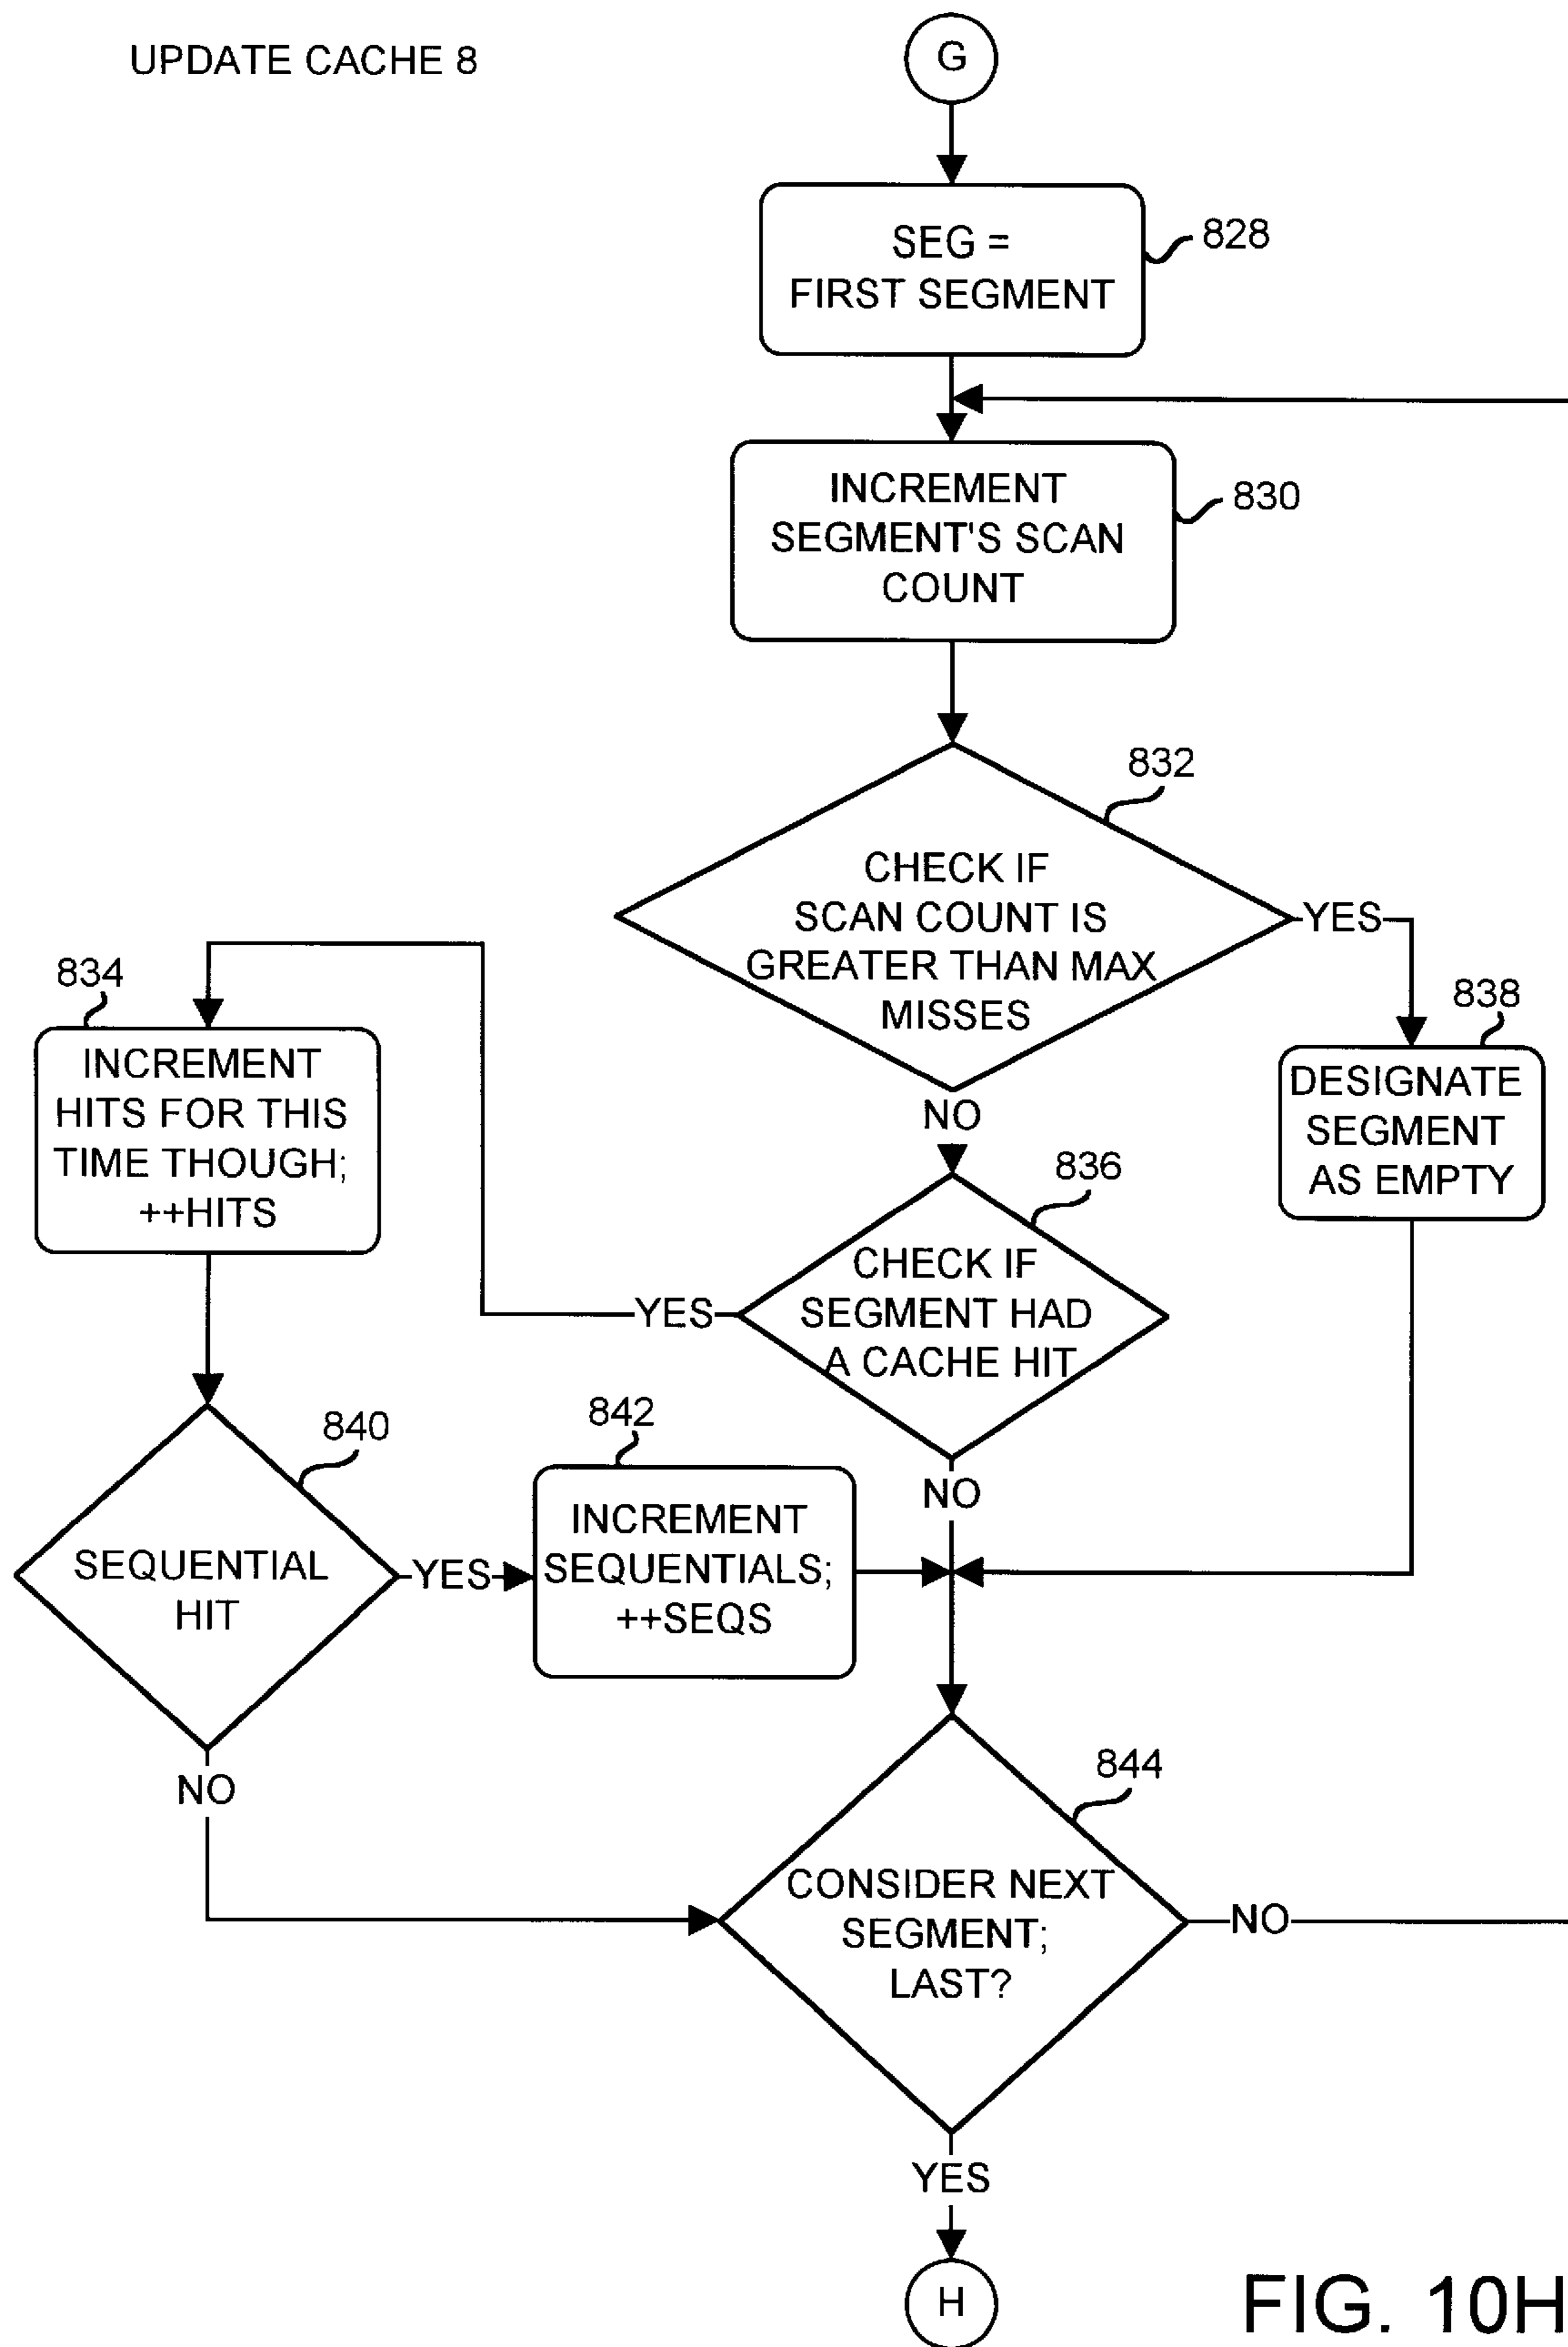 UPDATE CACHE 8
G
SEG =
FIRST SEGMENT
828
INCREMENT
SEGMENT'S SCAN
COUNT
830
832
CHECK IF
SCAN COUNT IS
GREATER THAN MAX
MISSES
YES
NO
834
INCREMENT
HITS FOR THIS
TIME THOUGH;
++HITS
838
DESIGNATE
SEGMENT
AS EMPTY
836
CHECK IF
SEGMENT HAD
A CACHE HIT
YES
NO
840
SEQUENTIAL
HIT
YES
NO
842
INCREMENT
SEQUENTIALS;
++SEQS
844
CONSIDER NEXT
SEGMENT;
LAST?
NO
YES
H
FIG. 10H